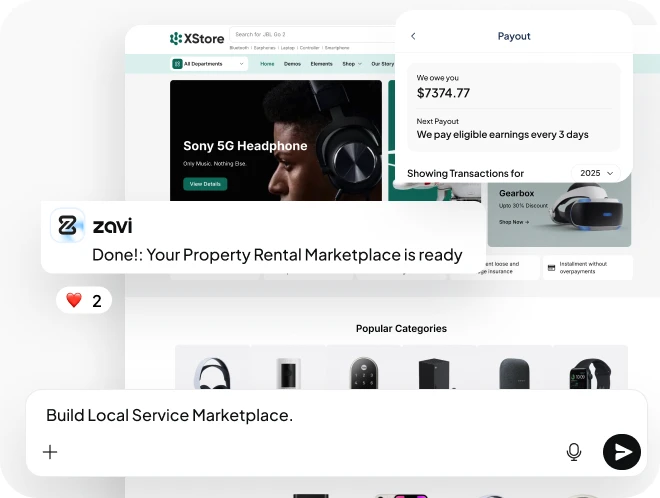 XStore
Search for JBL Go 2
Bluetooth | Earphones | Laptop | Controller | Smartphone
All Departments
Home Demos Elements Shop Our Story
Sony 5G Headphone
Only Music. Nothing Else.
View Details
Payout
We owe you
$7374.77
Next Payout
We pay eligible earnings every 3 days
Showing Transactions for
2025
Gearbox
Upto 30% Discount
Shop Now →
zavi
Done!: Your Property Rental Marketplace is ready
loose and
insurance
Installment without
overpayments
❤️ 2
Popular Categories
Build Local Service Marketplace.